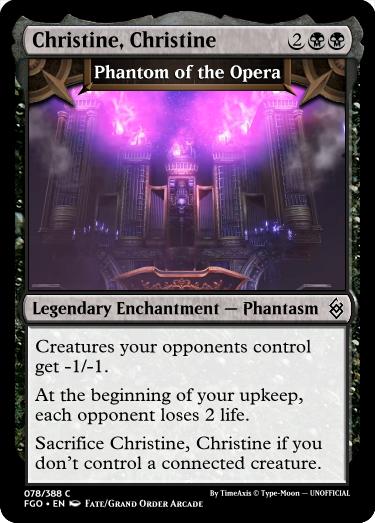 Christine, Christine 2
Phantom of the Opera
Legendary Enchantment — Phantasm
Creatures your opponents control
get -1/-1.
At the beginning of your upkeep,
each opponent loses 2 life.
Sacrifice Christine, Christine if you
don't control a connected creature.
078/388 C
FGO • EN Fate/Grand Order Arcade
By TimeAxis © Type-Moon — UNOFFICIAL